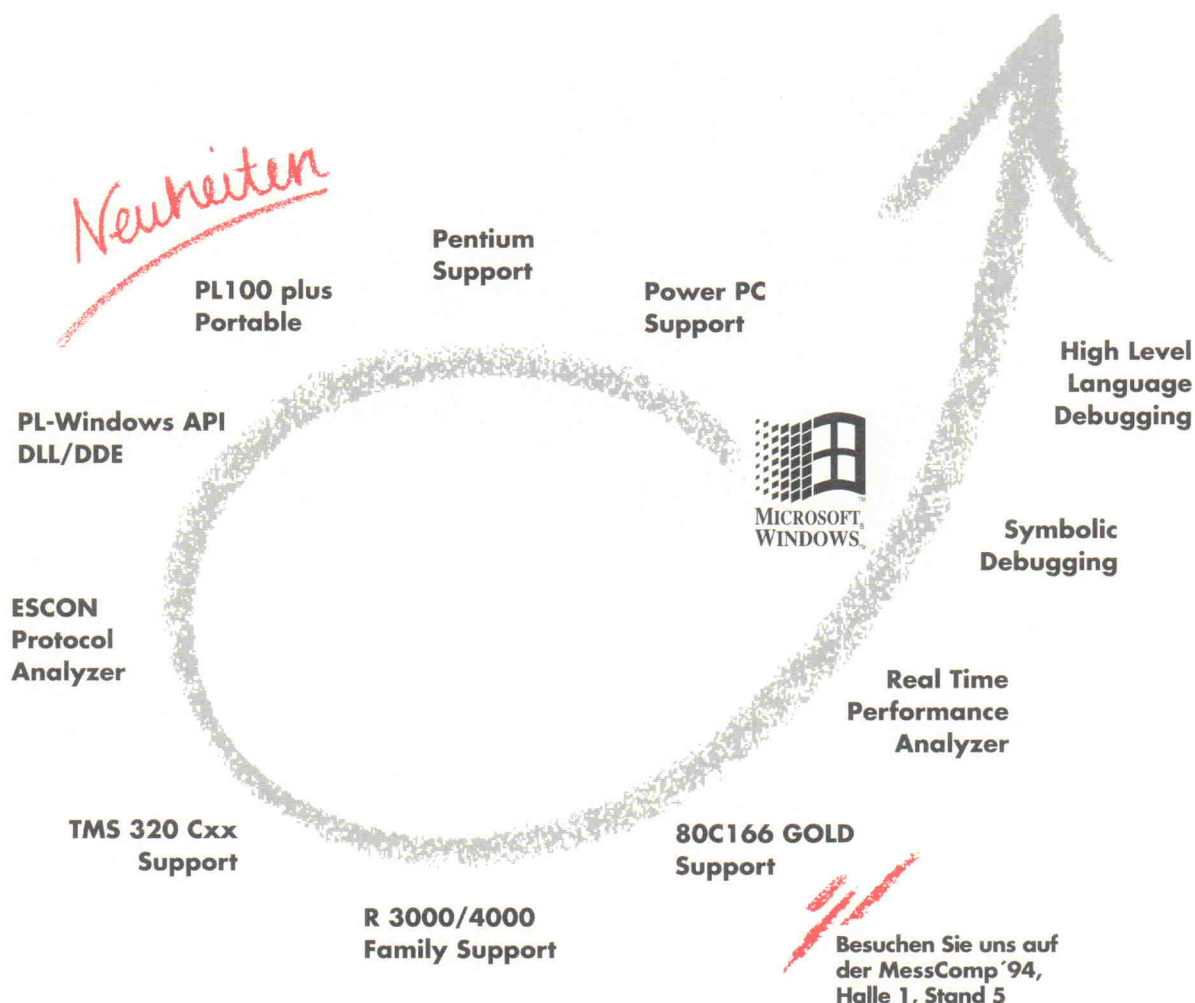 Neuheiten
Pentium
Support
PL100 plus
Portable
Power PC
Support
High Level
Language
Debugging
PL-Windows API
DLL/DDE
MICROSOFT®
WINDOWS™
Symbolic
Debugging
ESCON
Protocol
Analyzer
Real Time
Performance
Analyzer
TMS 320 Cxx
Support
80C166 GOLD
Support
R 3000/4000
Family Support
Besuchen Sie uns auf
der MessComp´94,
Halle 1, Stand 5